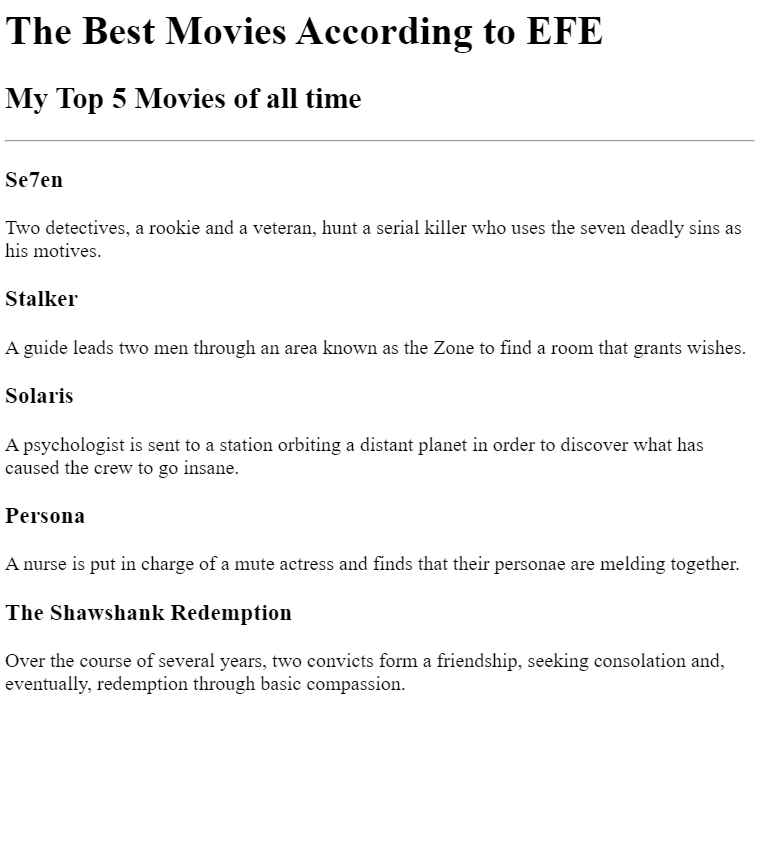 The Best Movies According to EFE
My Top 5 Movies of all time
Se7en
Two detectives, a rookie and a veteran, hunt a serial killer who uses the seven deadly sins as
his motives.
Stalker
A guide leads two men through an area known as the Zone to find a room that grants wishes.
Solaris
A psychologist is sent to a station orbiting a distant planet in order to discover what has
caused the crew to go insane.
Persona
A nurse is put in charge of a mute actress and finds that their personae are melding together.
The Shawshank Redemption
Over the course of several years, two convicts form a friendship, seeking consolation and,
eventually, redemption through basic compassion.